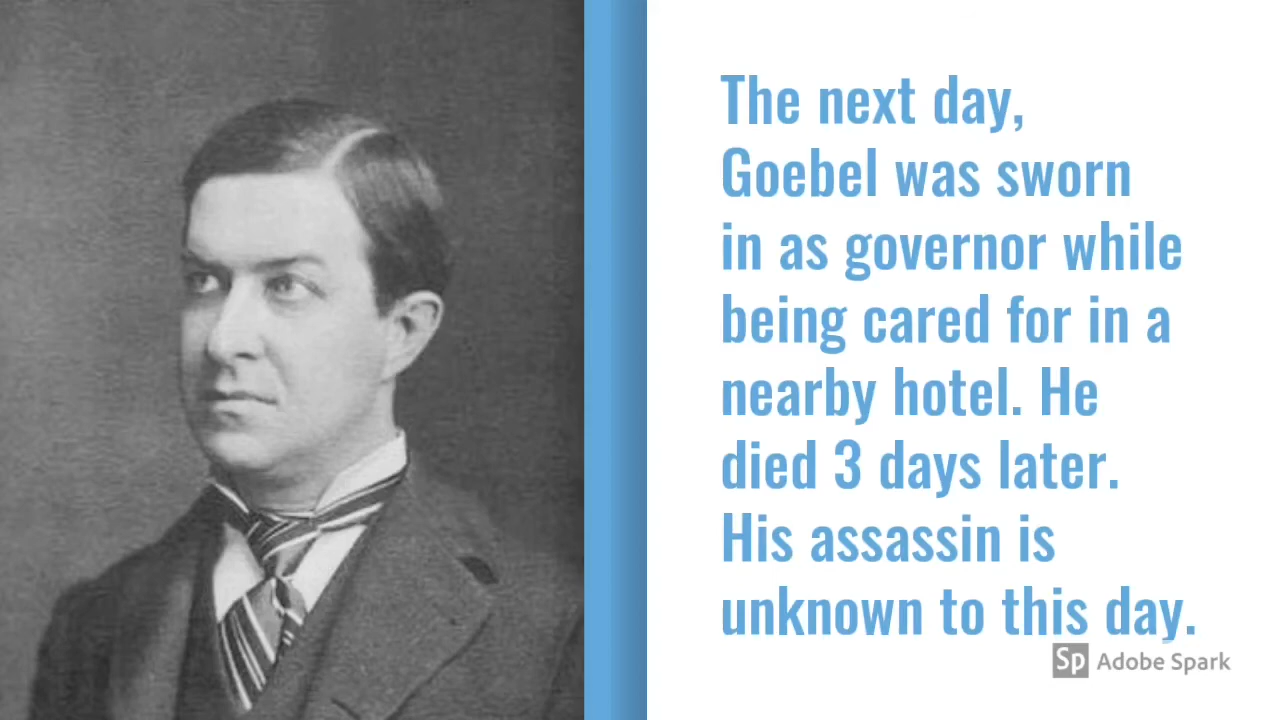 The next day,
Goebel was sworn
in as governor while
being cared for in a
nearby hotel. He
died 3 days later.
His assassin is
unknown to this day.
Sp Adobe Spark